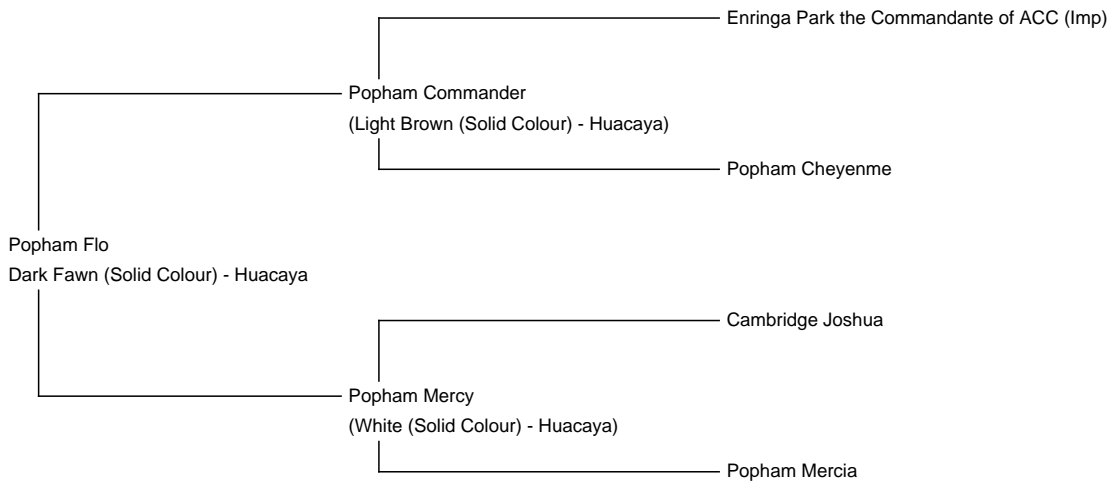 Enringa Park the Commandante of ACC (Imp)
Popham Commander
(Light Brown (Solid Colour) - Huacaya)
Popham Cheyenme
Popham Flo
Dark Fawn (Solid Colour) - Huacaya
Cambridge Joshua
Popham Mercy
(White (Solid Colour) - Huacaya)
Popham Mercia